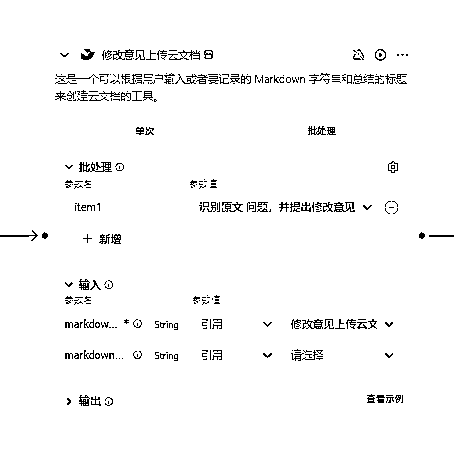 修改意见上传云文档
这是一个可以根据用户输入或者要记录的 Markdown 字符串和总结的标题
来创建云文档的工具。
单次 批处理
批处理
参数名 参数值
item1 识别原文 问题，并提出修改意见
新增
输入
参数名 参数值
markdow... * String 引用 修改意见上传云文
markdown... String 引用 请选择
输出 查看示例